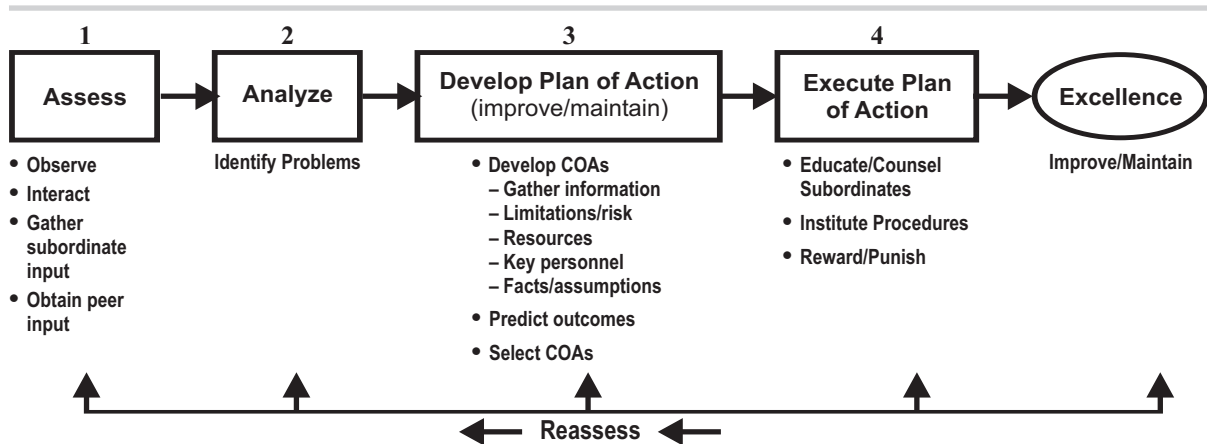 1
Assess
• Observe
• Interact
• Gather
subordinate
input
• Obtain peer
input
2
Analyze
Identify Problems
3
Develop Plan of Action
(improve/maintain)
• Develop COAs
– Gather information
– Limitations/risk
– Resources
– Key personnel
– Facts/assumptions
• Predict outcomes
• Select COAs
4
Execute Plan
of Action
• Educate/Counsel
Subordinates
• Institute Procedures
• Reward/Punish
Excellence
Improve/Maintain
Reassess